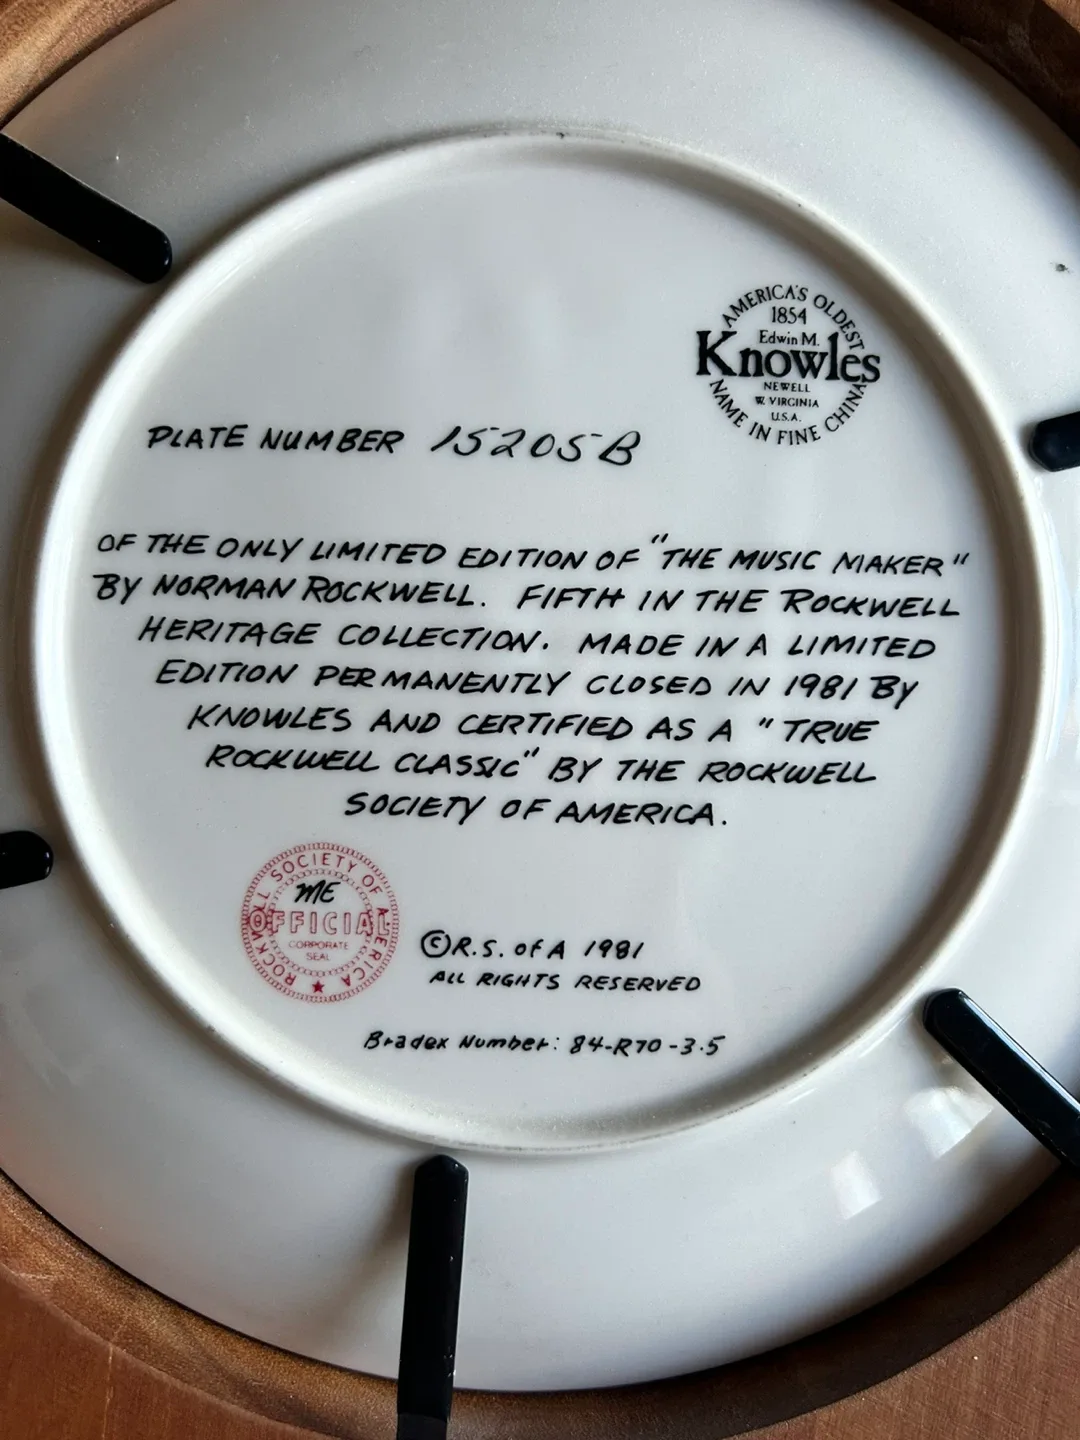 AMERICA'S OLDEST
1854
Edwin M.
Knowles
NEWELL
W. VIRGINIA
U.S.A.
NAME IN FINE CHINA
PLATE NUMBER 15205B
OF THE ONLY LIMITED EDITION OF "THE MUSIC MAKER"
BY NORMAN ROCKWELL. FIFTH IN THE ROCKWELL
HERITAGE COLLECTION. MADE IN A LIMITED
EDITION PERMANENTLY CLOSED IN 1981 BY
KNOWLES AND CERTIFIED AS A "TRUE
ROCKWELL CLASSIC" BY THE ROCKWELL
SOCIETY OF AMERICA.
ROCKWELL SOCIETY OF AMERICA
ME
OFFICIAL
CORPORATE
SEAL
© R.S. OF A 1981
ALL RIGHTS RESERVED
Bradex Number: 84-R70-3.5